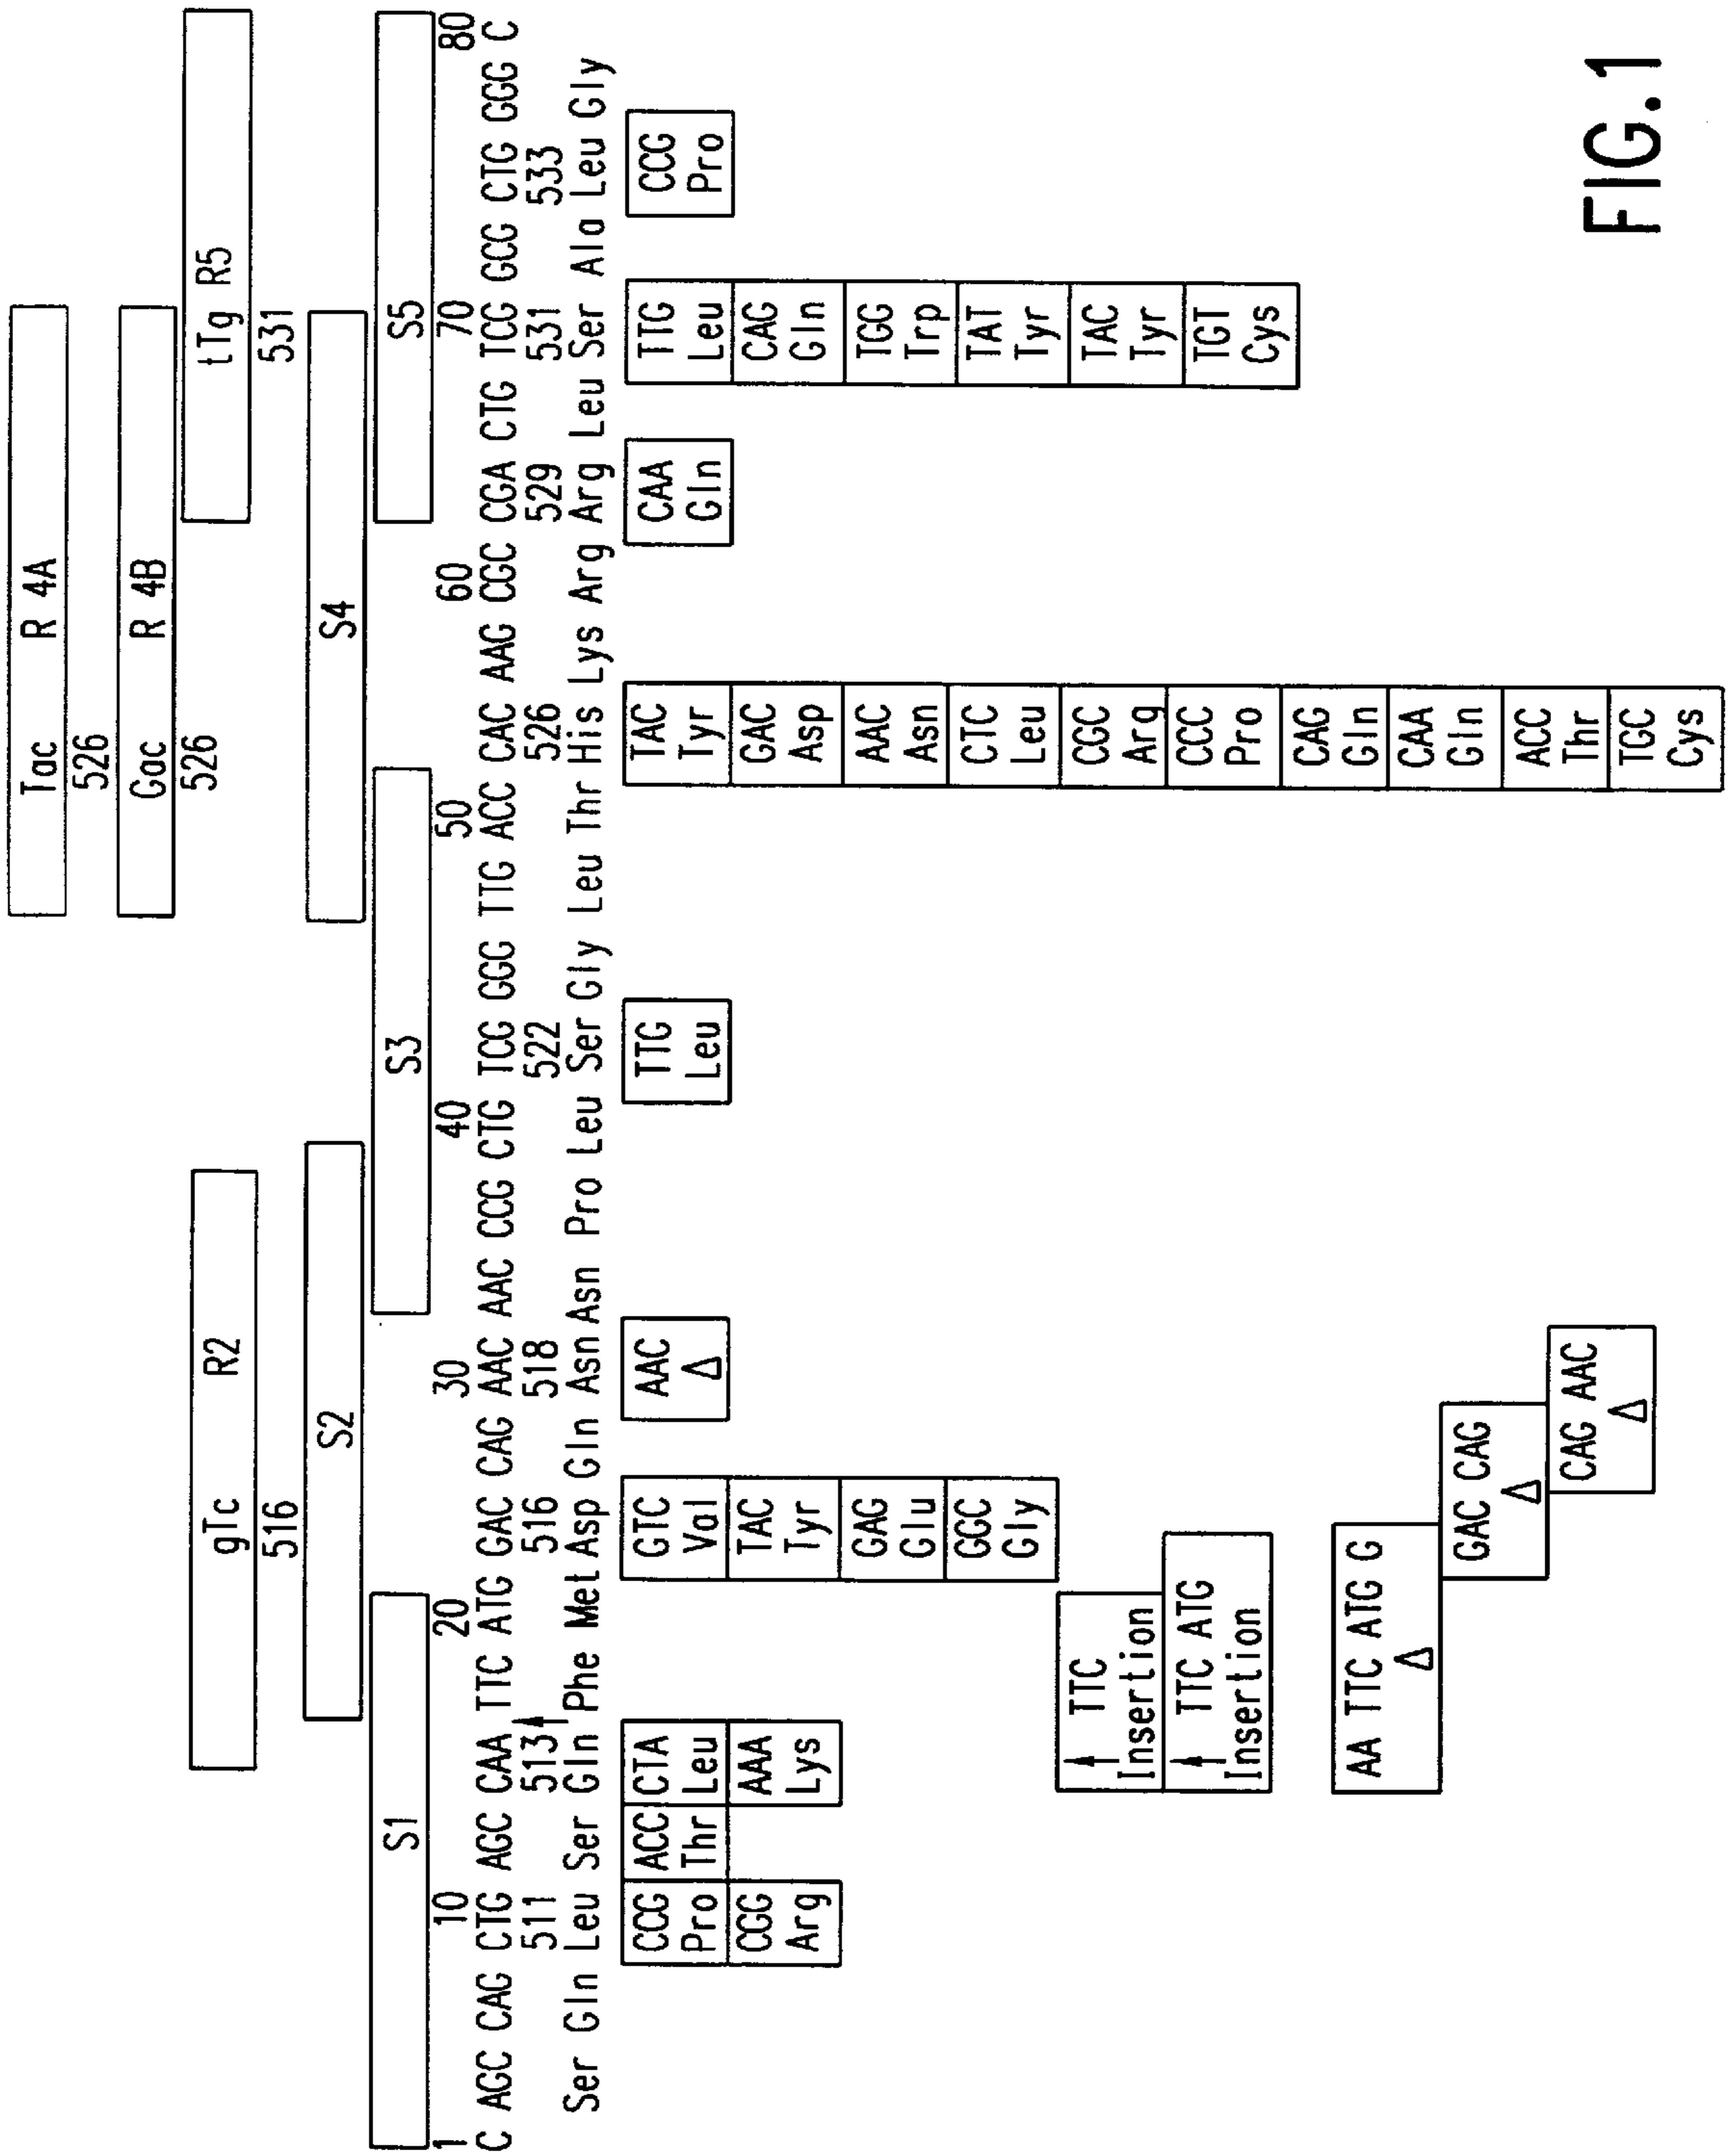 Tac R 4A
526
Gac R 4B
526
gTc R2
tTg R5
516
531
S2
S4
S1
S3
S5
1 10 20 30 40 50 60 70 80
C AGC CAG CTG AGC CAA TTC ATG GAC CAG AAC AAC CCG CTG TCG GGG TTG ACC CAC AAG CGC CGA CTG TCG GCG CTG GGG C
511 513 516 518 522 526 529 531 533
Ser Gln Leu Ser Gln Phe Met Asp Gln Asn Asn Pro Leu Ser Gly Leu Thr His Lys Arg Arg Leu Ser Ala Leu Gly
CCG ACC CTA GTC AAC TTG TAC CAA TTG CCG
Pro Thr Leu Val Δ Leu Tyr Gln Leu Pro
CGG AAA TAC GAC CAG
Arg Lys Tyr Asp Gln
GAG AAC TGG
Glu Asn Trp
GGC CTC TAT
Gly Leu Tyr
TTC CGC TAC
Insertion Arg Tyr
TTC ATG CCC TGT
Insertion Pro Cys
CAG
Gln
AA TTC ATG G CAA
Δ Gln
GAC CAG ACC
Δ Thr
CAG AAC TGC
Δ Cys
FIG.1